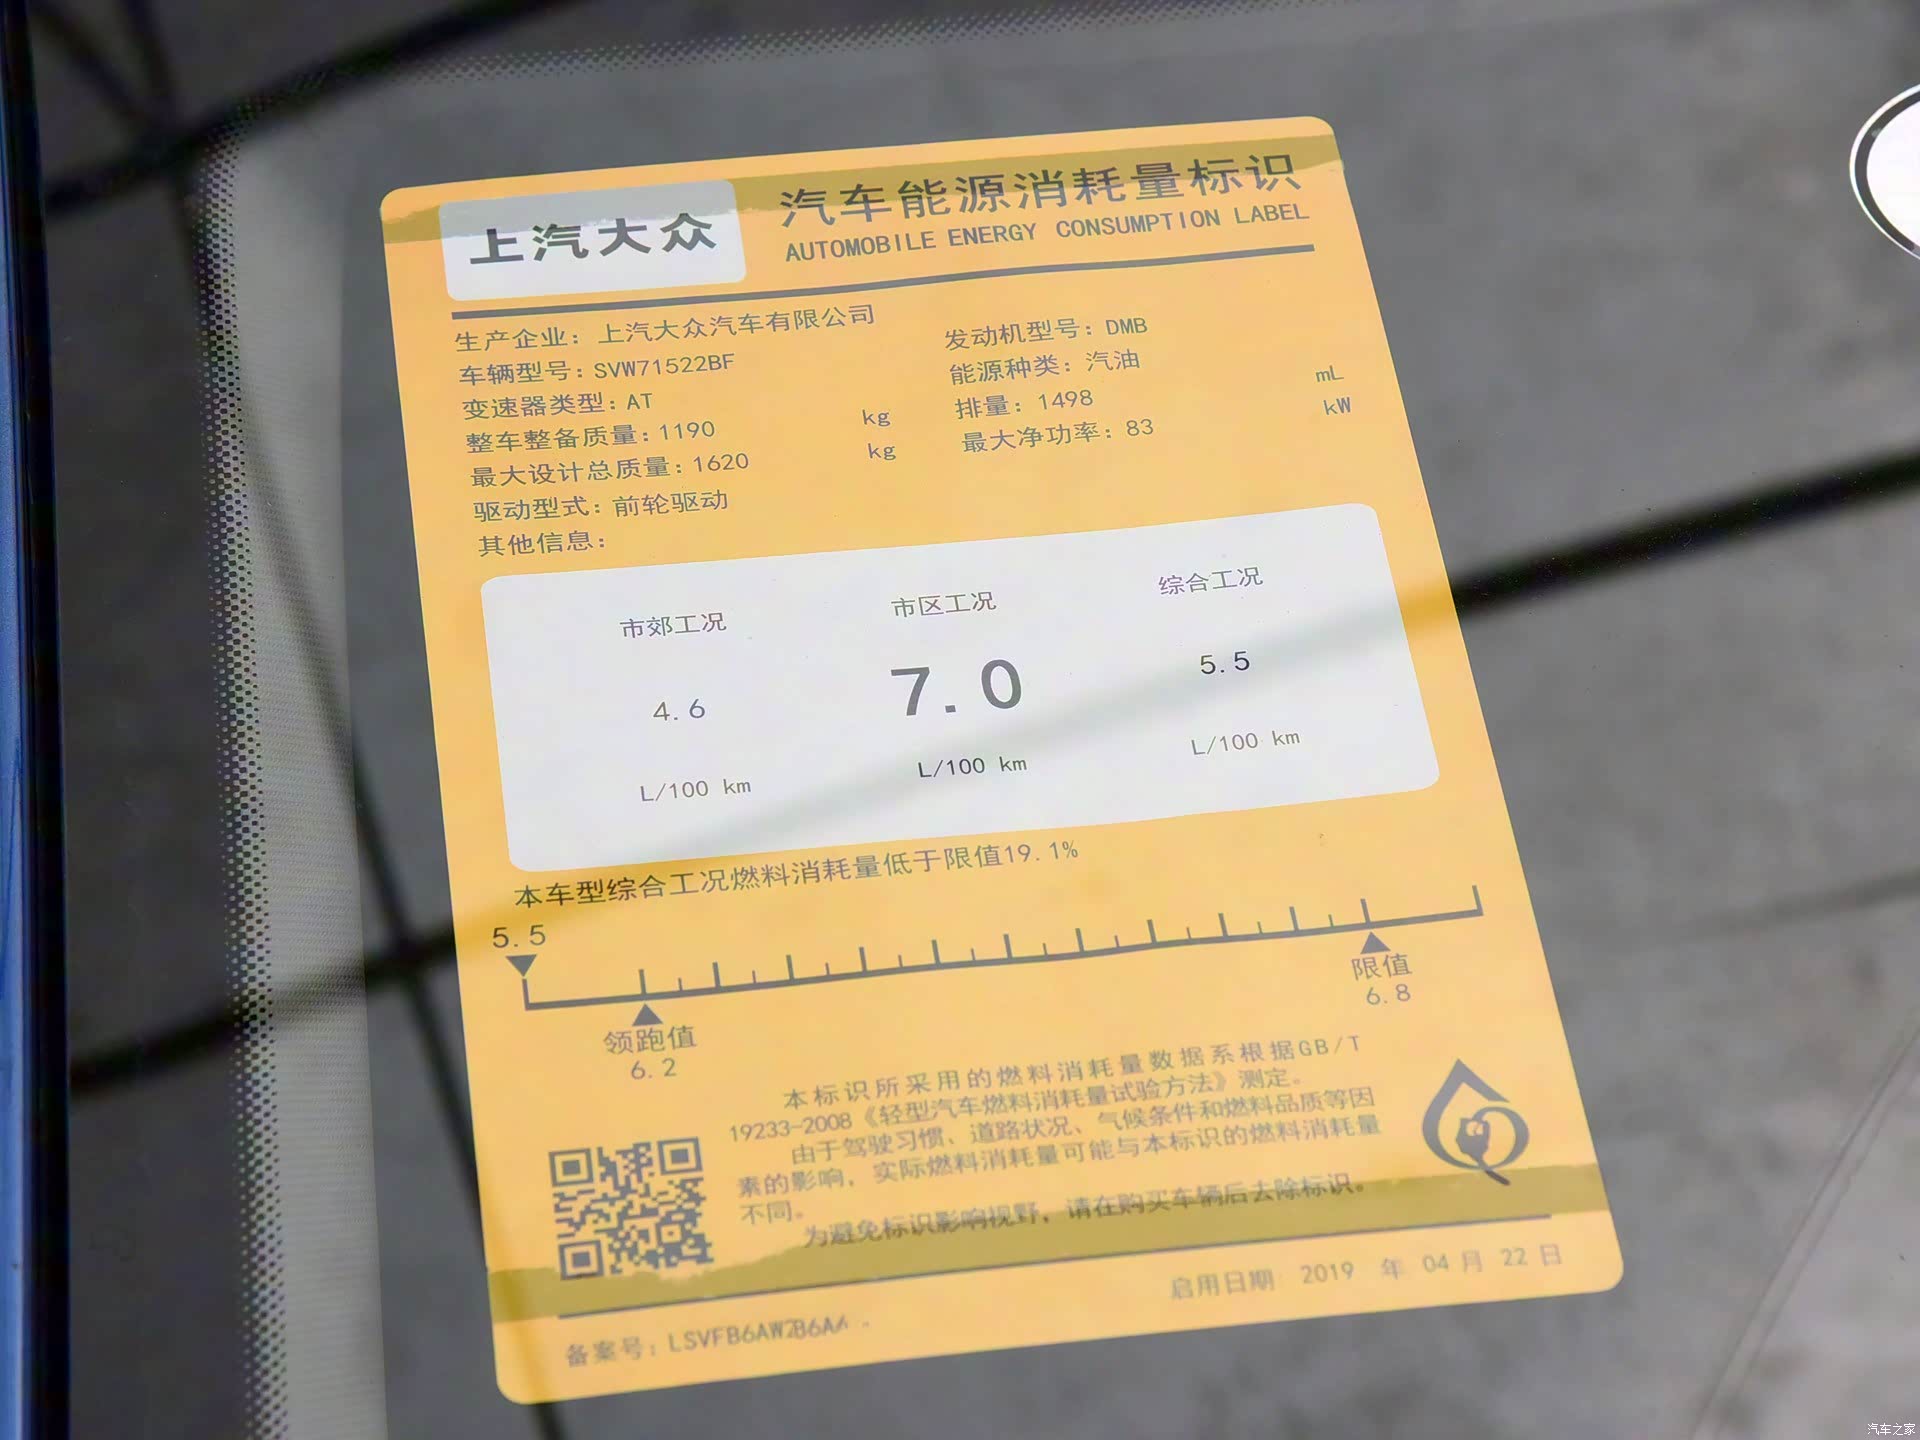 上汽大众
汽车能源消耗量标识
AUTOMOBILE ENERGY CONSUMPTION LABEL
生产企业：上汽大众汽车有限公司
车辆型号：SVW71522BF
变速器类型：AT
整车整备质量：1190 kg
最大设计总质量：1620 kg
驱动型式：前轮驱动
其他信息：
发动机型号：DMB
能源种类：汽油
排量：1498 mL
最大净功率：83 kW
市郊工况
4.6
L/100 km
市区工况
7.0
L/100 km
综合工况
5.5
L/100 km
本车型综合工况燃料消耗量低于限值19.1%
5.5
领跑值
6.2
限值
6.8
本标识所采用的燃料消耗量数据系根据GB/T
19233-2008《轻型汽车燃料消耗量试验方法》测定。
由于驾驶习惯、道路状况、气候条件和燃料品质等因
素的影响，实际燃料消耗量可能与本标识的燃料消耗量
不同。
为避免标识影响视野，请在购买车辆后去除标识。
启用日期 2019 年 04 月 22 日
备案号：
汽车之家